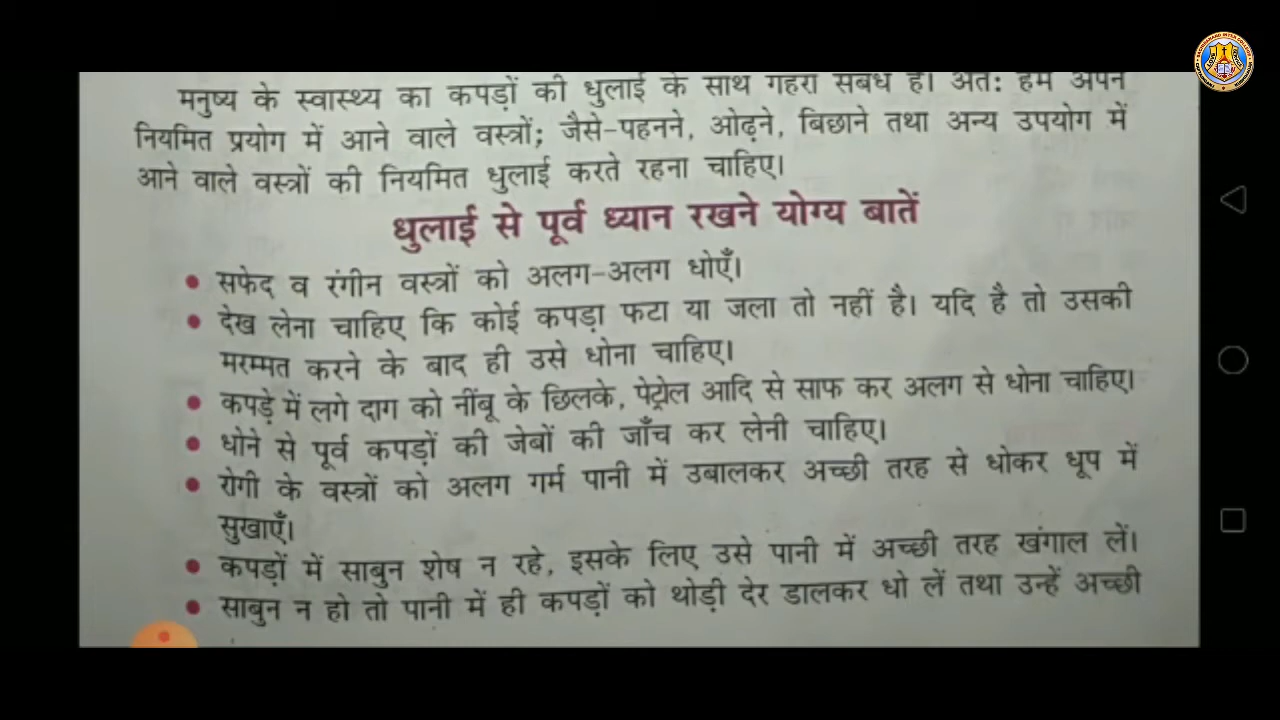 मनुष्य के स्वास्थ्य का कपड़ों की धुलाई के साथ गहरा संबंध है। अतः हमें अपने
नियमित प्रयोग में आने वाले वस्त्रों; जैसे-पहनने, ओढ़ने, बिछाने तथा अन्य उपयोग में
आने वाले वस्त्रों की नियमित धुलाई करते रहना चाहिए।
धुलाई से पूर्व ध्यान रखने योग्य बातें
• सफेद व रंगीन वस्त्रों को अलग-अलग धोएँ।
• देख लेना चाहिए कि कोई कपड़ा फटा या जला तो नहीं है। यदि है तो उसकी
मरम्मत करने के बाद ही उसे धोना चाहिए।
• कपड़े में लगे दाग को नींबू के छिलके, पेट्रोल आदि से साफ कर अलग से धोना चाहिए।
• धोने से पूर्व कपड़ों की जेबों की जाँच कर लेनी चाहिए।
• रोगी के वस्त्रों को अलग गर्म पानी में उबालकर अच्छी तरह से धोकर धूप में
सुखाएँ।
• कपड़ों में साबुन शेष न रहे, इसके लिए उसे पानी में अच्छी तरह खंगाल लें।
• साबुन न हो तो पानी में ही कपड़ों को थोड़ी देर डालकर धो लें तथा उन्हें अच्छी